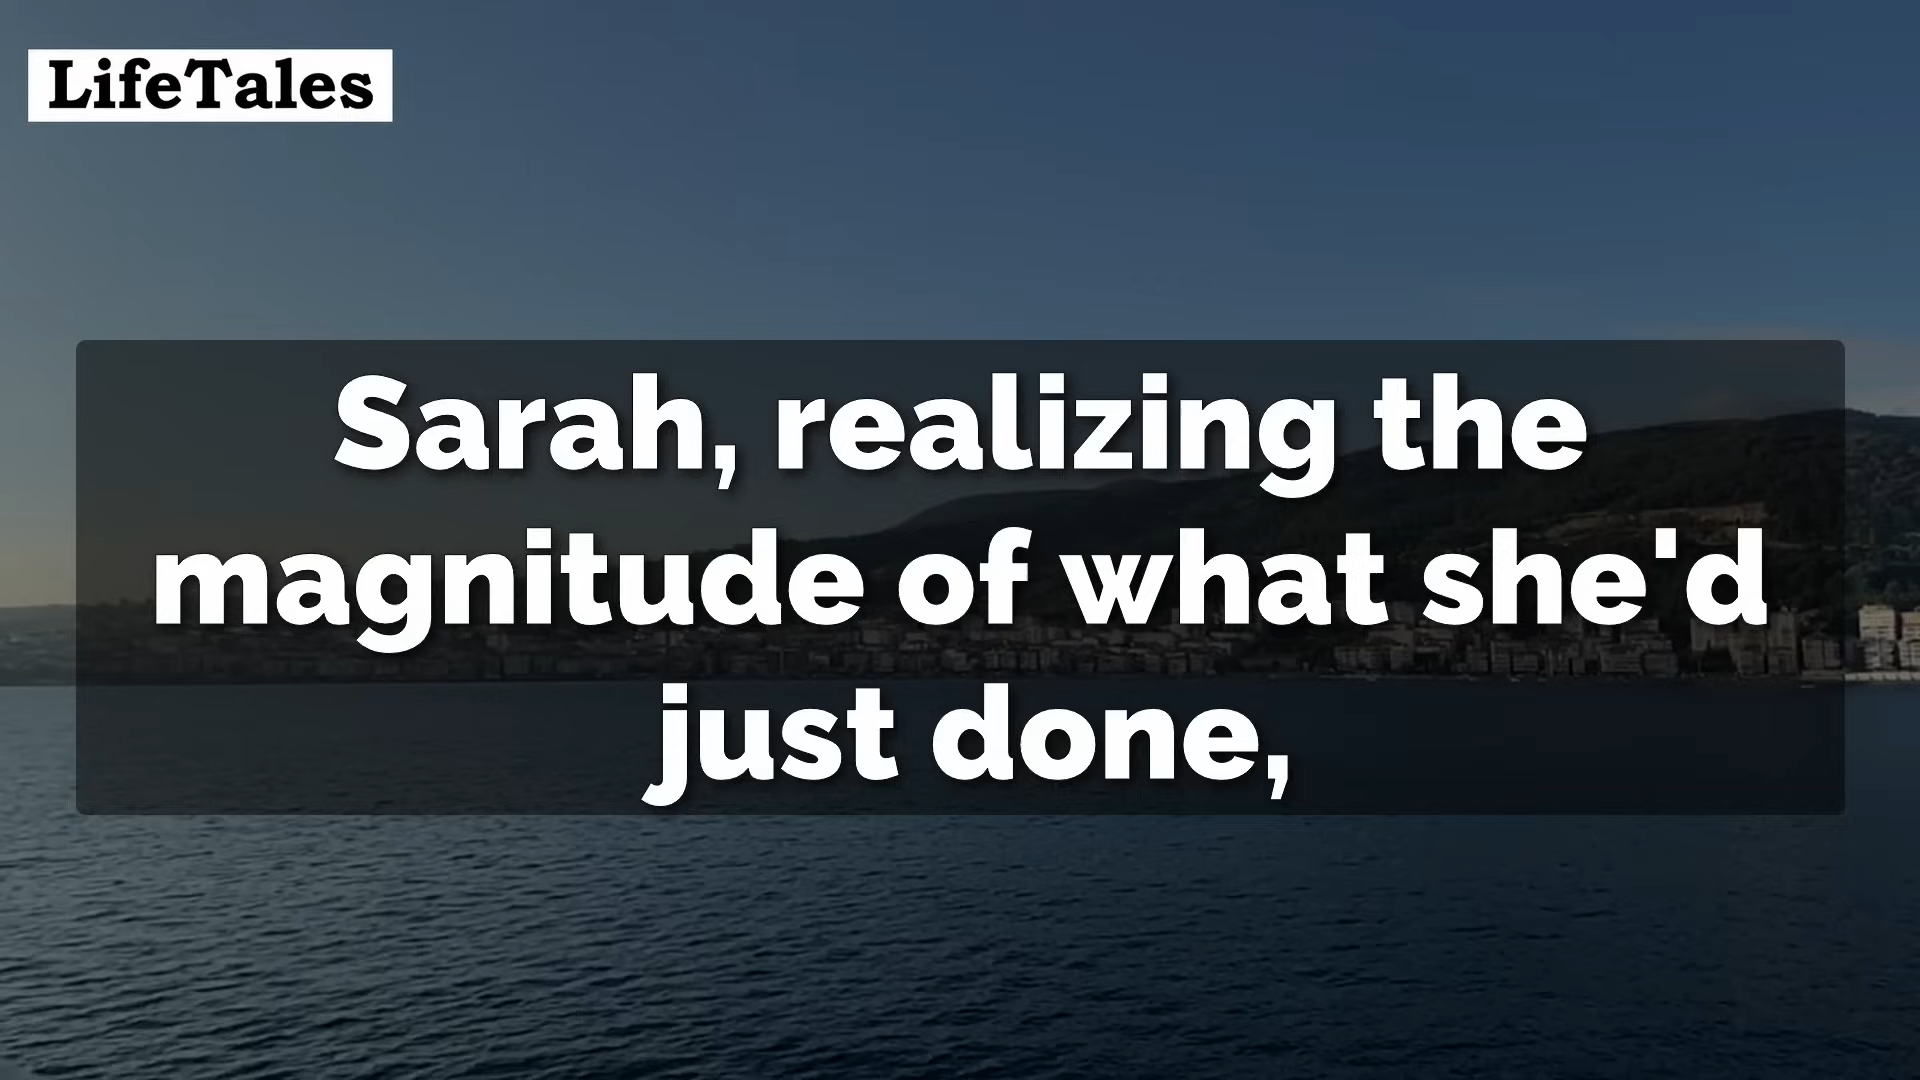 LifeTales
Sarah, realizing the
magnitude of what she'd
just done,